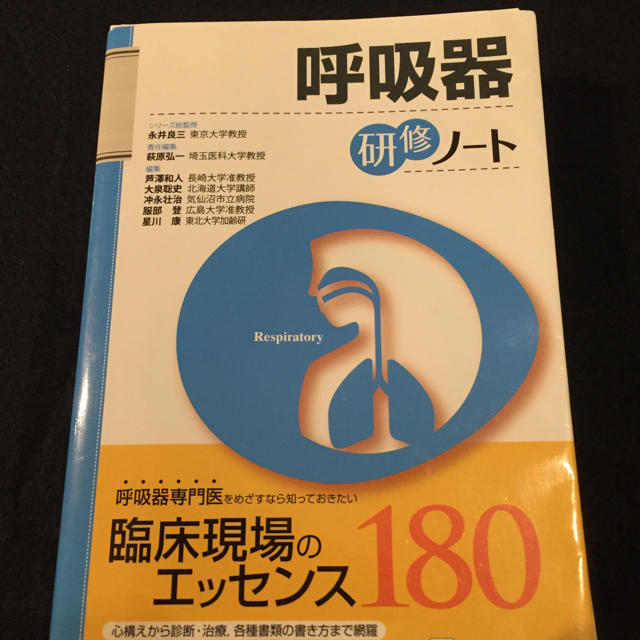 呼吸器
研修ノート
シリーズ総監修
永井良三 東京大学教授
責任編集
萩原弘一 埼玉医科大学教授
編集
芦澤和人 長崎大学准教授
大泉聡史 北海道大学講師
冲永壮治 気仙沼市立病院
服部 登 広島大学准教授
星川 康 東北大学加齢研
Respiratory
呼吸器専門医をめざすなら知っておきたい
臨床現場の
エッセンス180
心構えから診断・治療,各種書類の書き方まで網羅